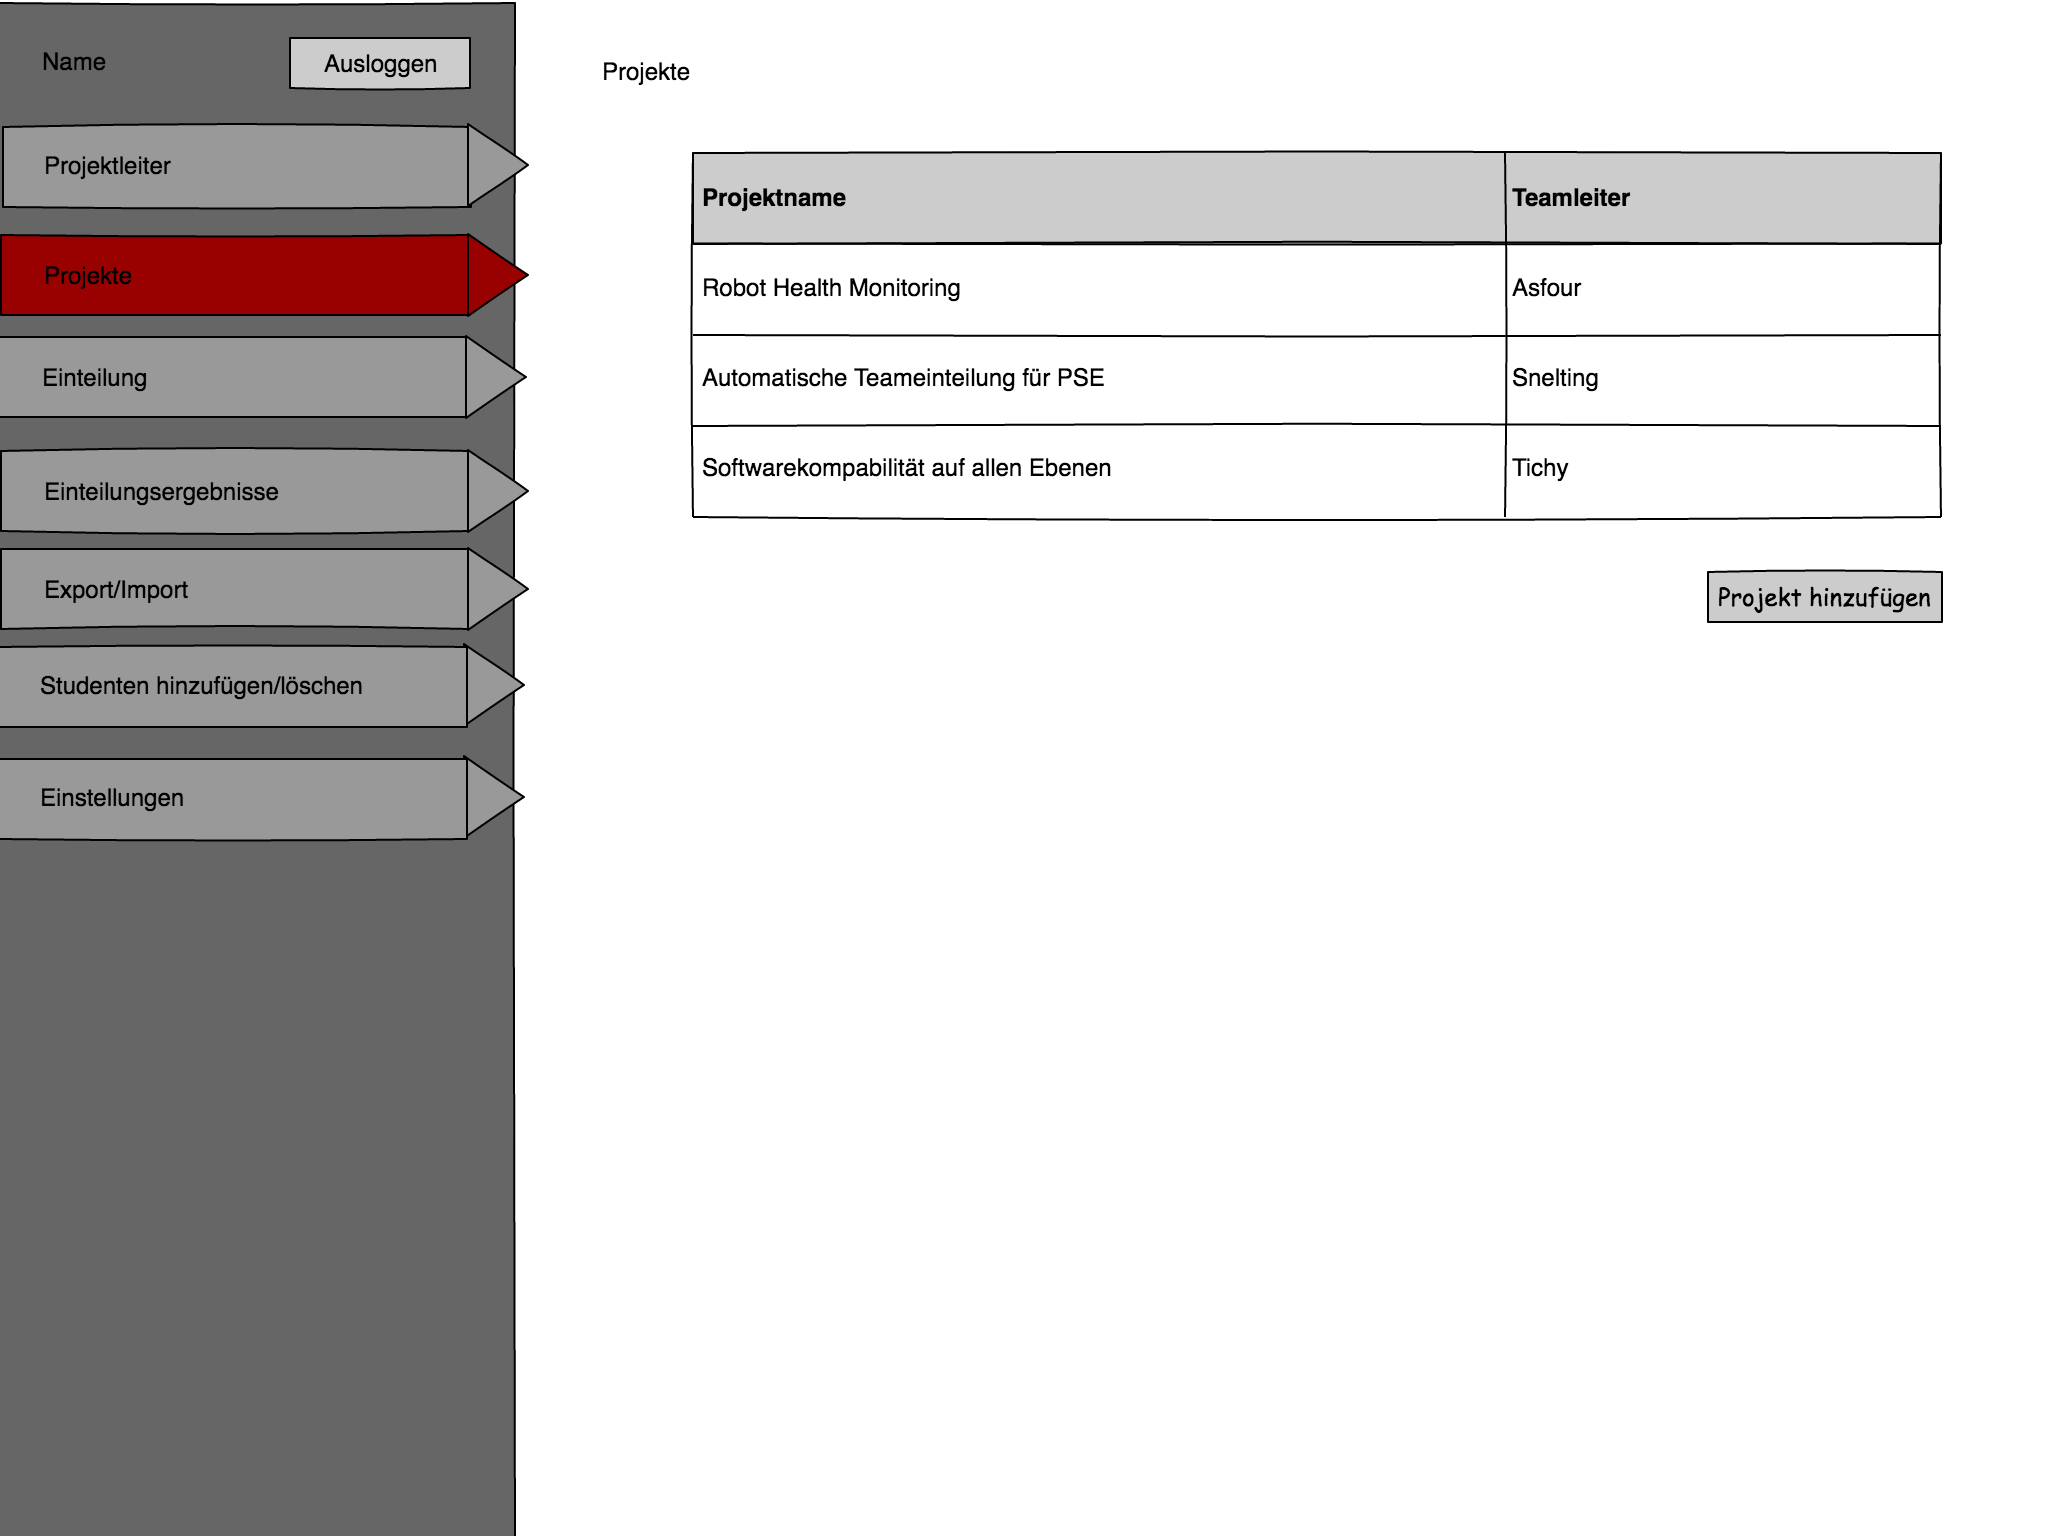 Name
Ausloggen
Projektleiter
Projekte
Einteilung
Einteilungsergebnisse
Export/Import
Studenten hinzufügen/löschen
Einstellungen
Projekte
Projektname Teamleiter
Robot Health Monitoring Asfour
Automatische Teameinteilung für PSE Snelting
Softwarekompabilität auf allen Ebenen Tichy
Projekt hinzufügen